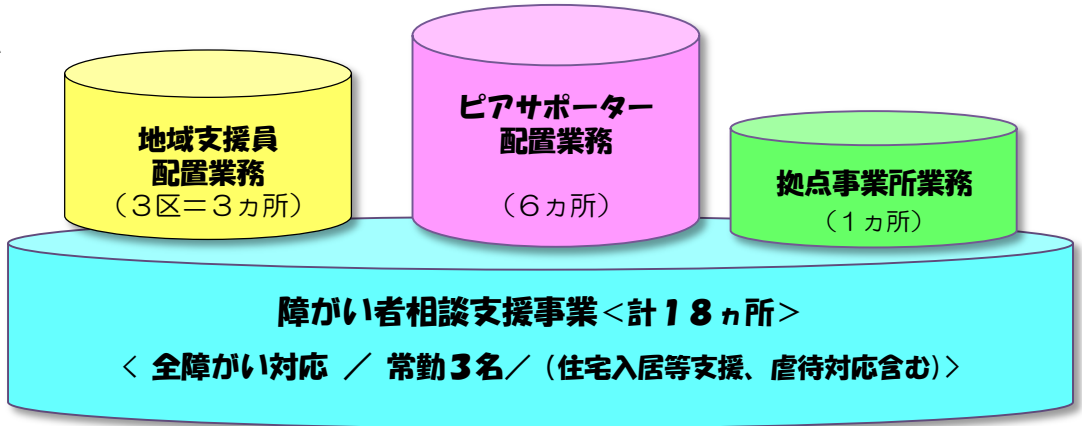 地域支援員
配置業務
（３区＝３ヵ所）
ピアサポーター
配置業務
（６ヵ所）
拠点事業所業務
（１ヵ所）
障がい者相談支援事業＜計１８ヵ所＞
＜ 全障がい対応 ／ 常勤３名／（住宅入居等支援、虐待対応含む）＞